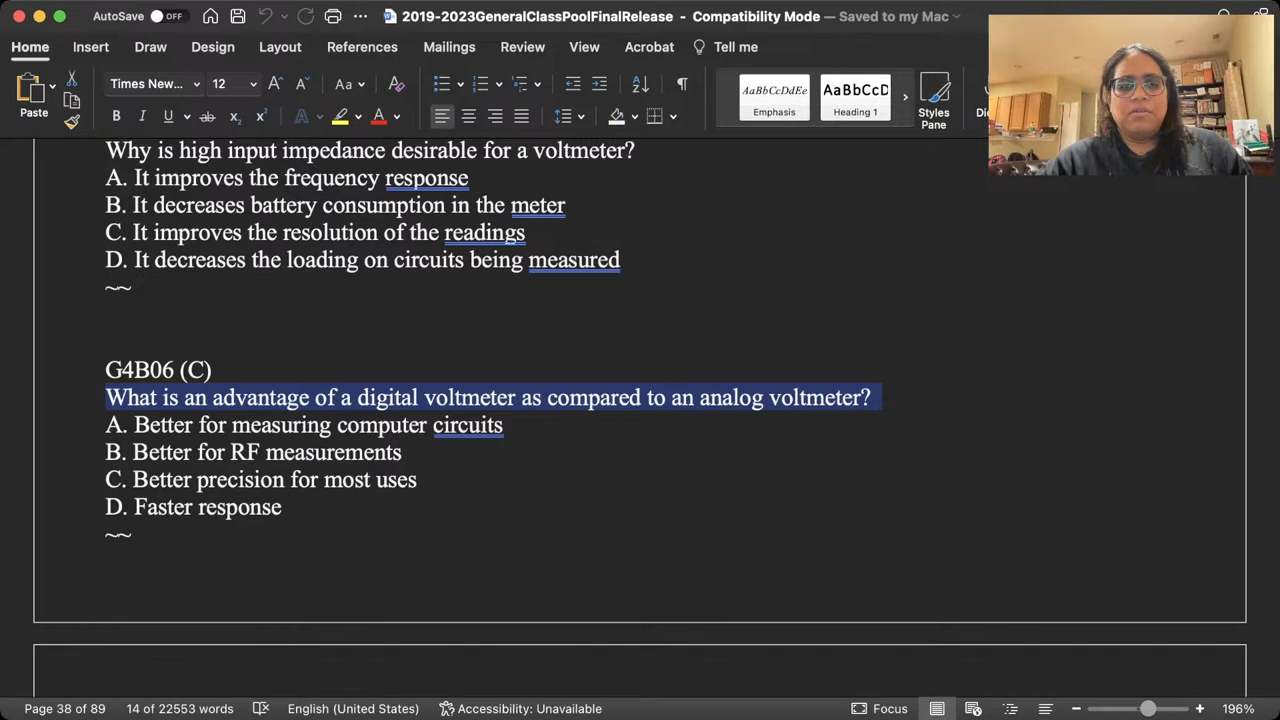 AutoSave OFF 2019-2023GeneralClassPoolFinalRelease - Compatibility Mode — Saved to my Mac
Home Insert Draw Design Layout References Mailings Review View Acrobat Tell me
Paste Times New... 12 Aa AaBbCcDdEe Emphasis AaBbCcD Heading 1 Styles Pane
Why is high input impedance desirable for a voltmeter?
A. It improves the frequency response
B. It decreases battery consumption in the meter
C. It improves the resolution of the readings
D. It decreases the loading on circuits being measured
~~
G4B06 (C)
What is an advantage of a digital voltmeter as compared to an analog voltmeter?
A. Better for measuring computer circuits
B. Better for RF measurements
C. Better precision for most uses
D. Faster response
~~
Page 38 of 89 14 of 22553 words English (United States) Accessibility: Unavailable Focus 196%